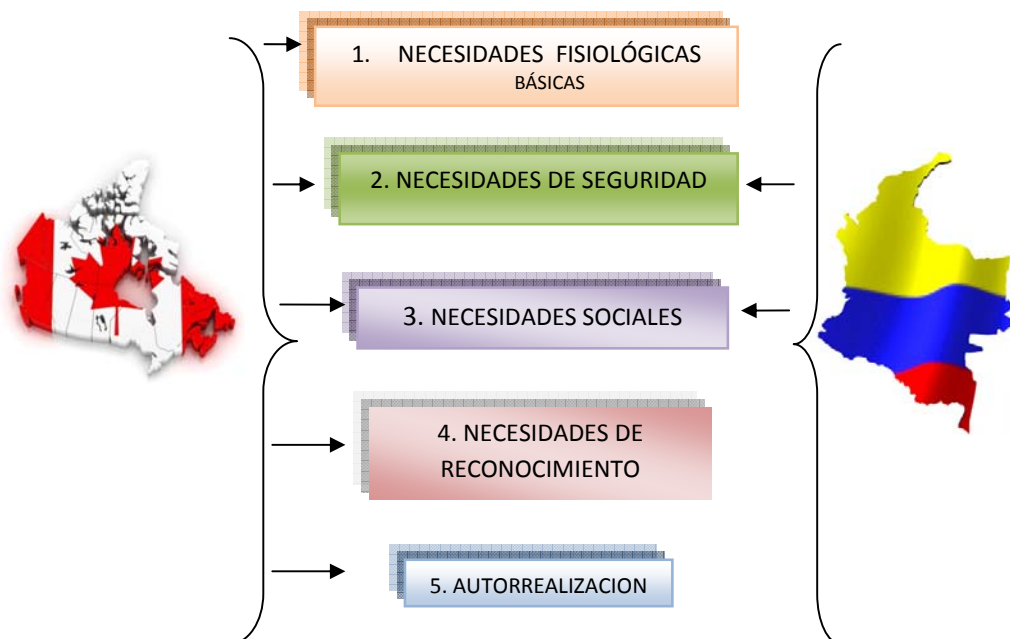 1. NECESIDADES FISIOLÓGICAS
BÁSICAS
2. NECESIDADES DE SEGURIDAD
3. NECESIDADES SOCIALES
4. NECESIDADES DE
RECONOCIMIENTO
5. AUTORREALIZACION